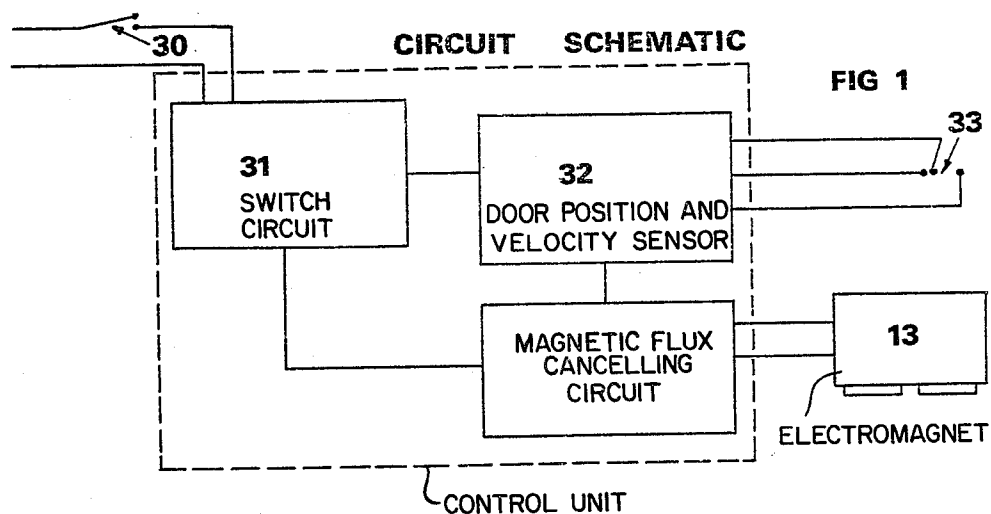 30
CIRCUIT SCHEMATIC
FIG 1
33
31
SWITCH
CIRCUIT
32
DOOR POSITION AND
VELOCITY SENSOR
MAGNETIC FLUX
CANCELLING
CIRCUIT
13
ELECTROMAGNET
CONTROL UNIT